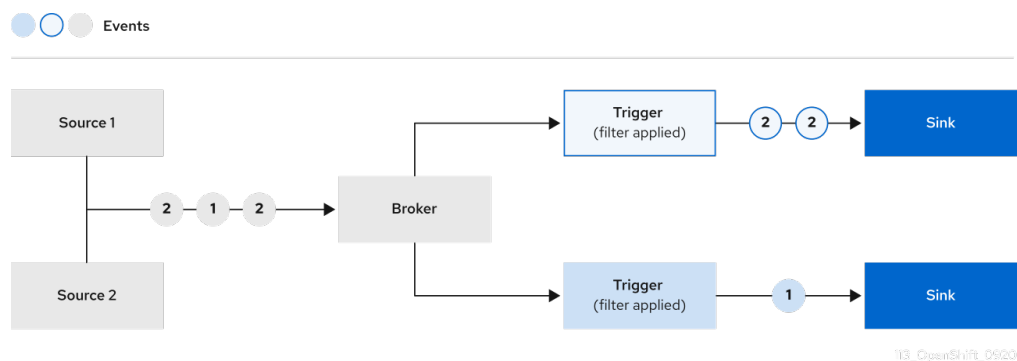 Events
Source 1
Trigger
(filter applied)
2 2
Sink
2 1 2
Broker
Source 2
Trigger
(filter applied)
1
Sink
113_OpenShift_0920